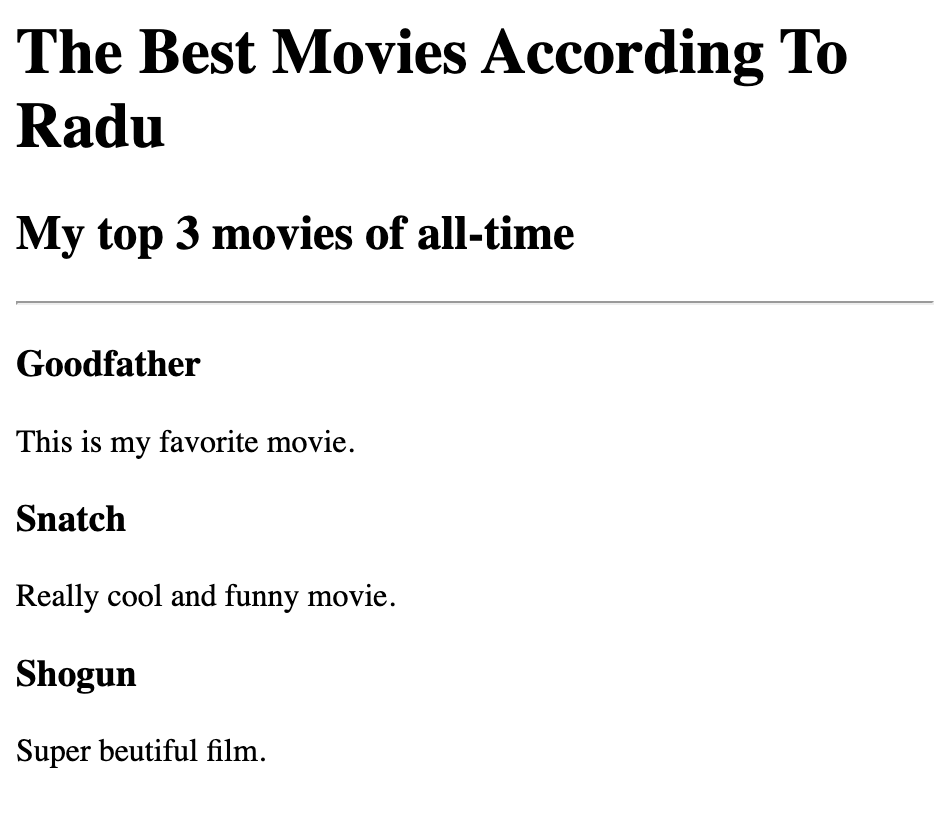 The Best Movies According To
Radu
My top 3 movies of all-time
Goodfather
This is my favorite movie.
Snatch
Really cool and funny movie.
Shogun
Super beutiful film.